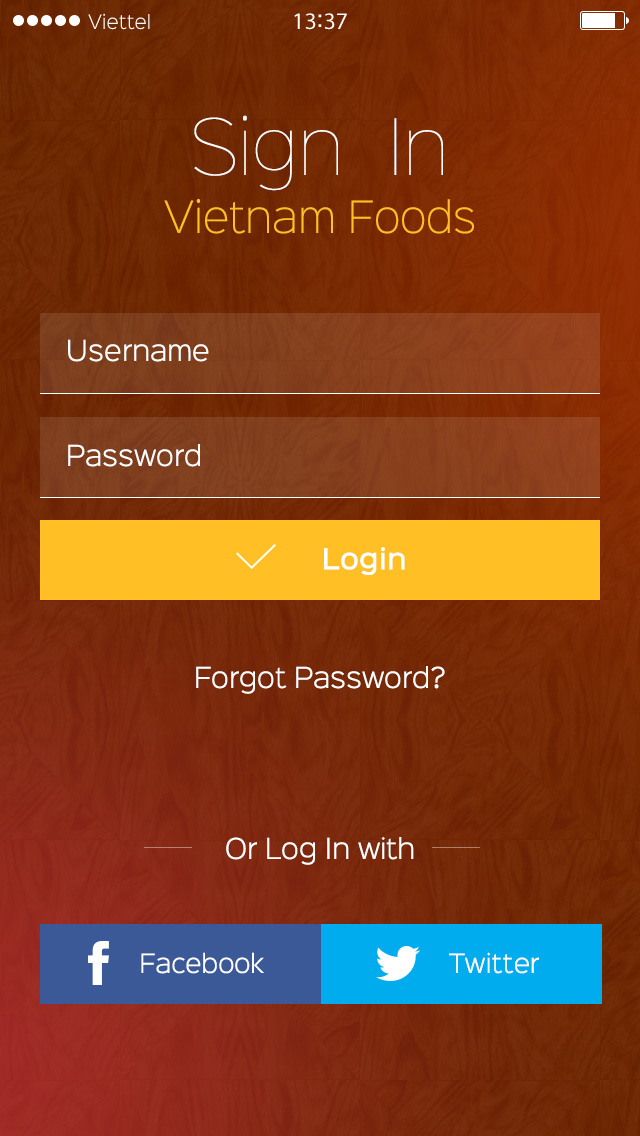 Viettel 13:37
Sign In
Vietnam Foods
Username
Password
Login
Forgot Password?
Or Log In with
Facebook Twitter